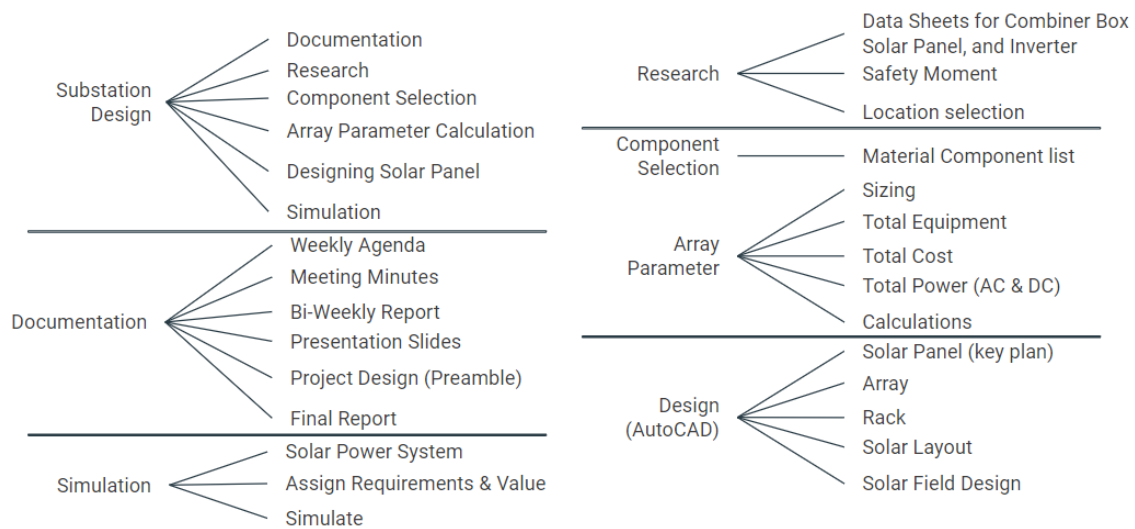 Substation
Design
Documentation
Research
Component Selection
Array Parameter Calculation
Designing Solar Panel
Simulation
Documentation
Weekly Agenda
Meeting Minutes
Bi-Weekly Report
Presentation Slides
Project Design (Preamble)
Final Report
Simulation
Solar Power System
Assign Requirements & Value
Simulate
Research
Data Sheets for Combiner Box
Solar Panel, and Inverter
Safety Moment
Location selection
Component
Selection
Material Component list
Array
Parameter
Sizing
Total Equipment
Total Cost
Total Power (AC & DC)
Calculations
Design
(AutoCAD)
Solar Panel (key plan)
Array
Rack
Solar Layout
Solar Field Design